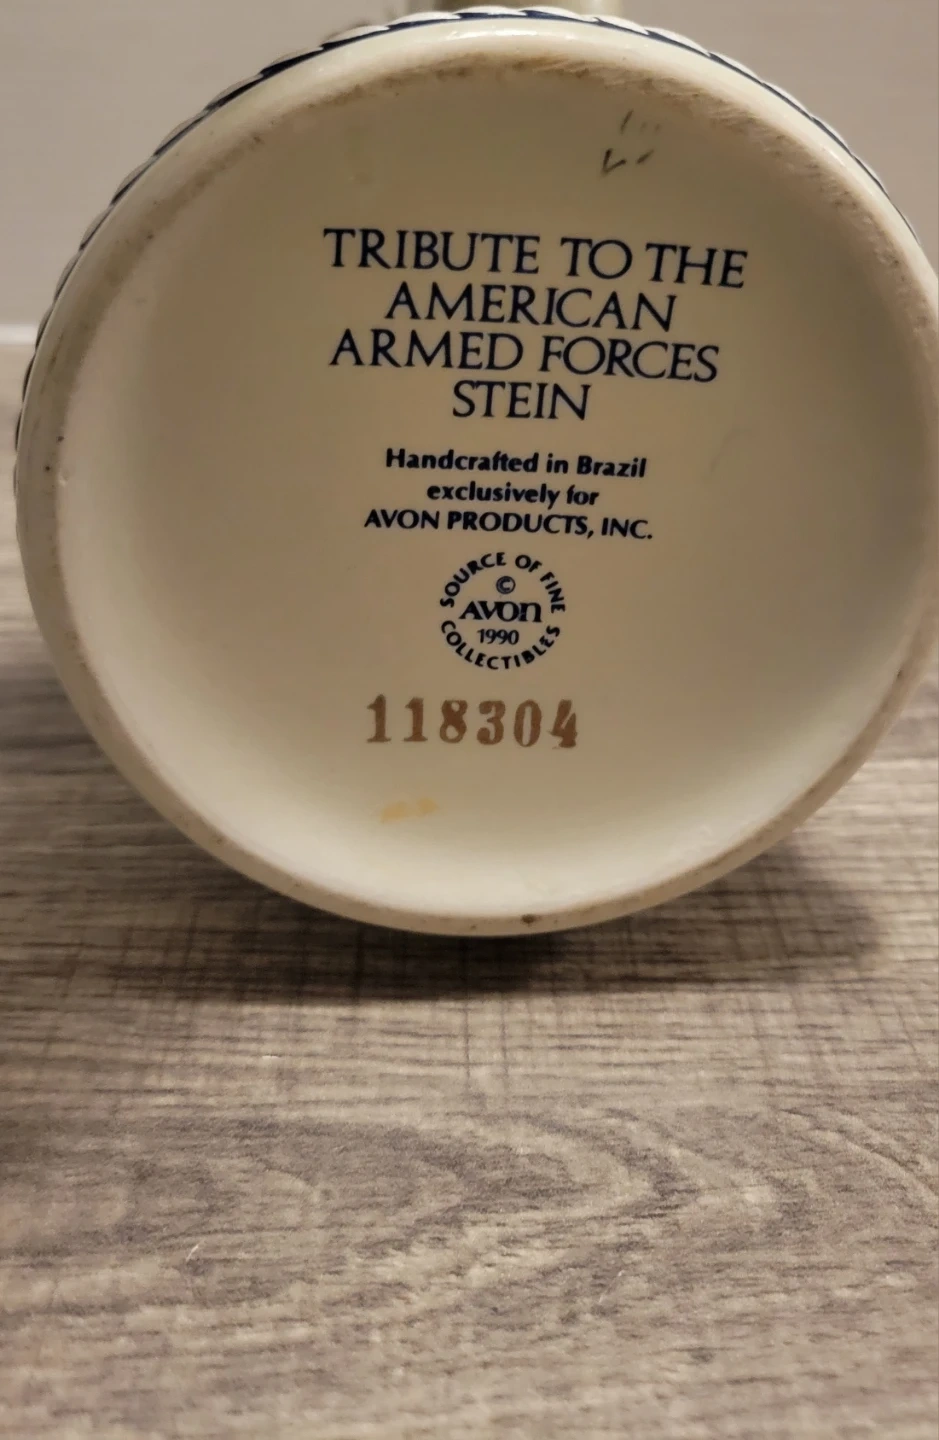 TRIBUTE TO THE
AMERICAN
ARMED FORCES
STEIN
Handcrafted in Brazil
exclusively for
AVON PRODUCTS, INC.
SOURCE OF FINE
©
AVON
1990
COLLECTIBLES
118304